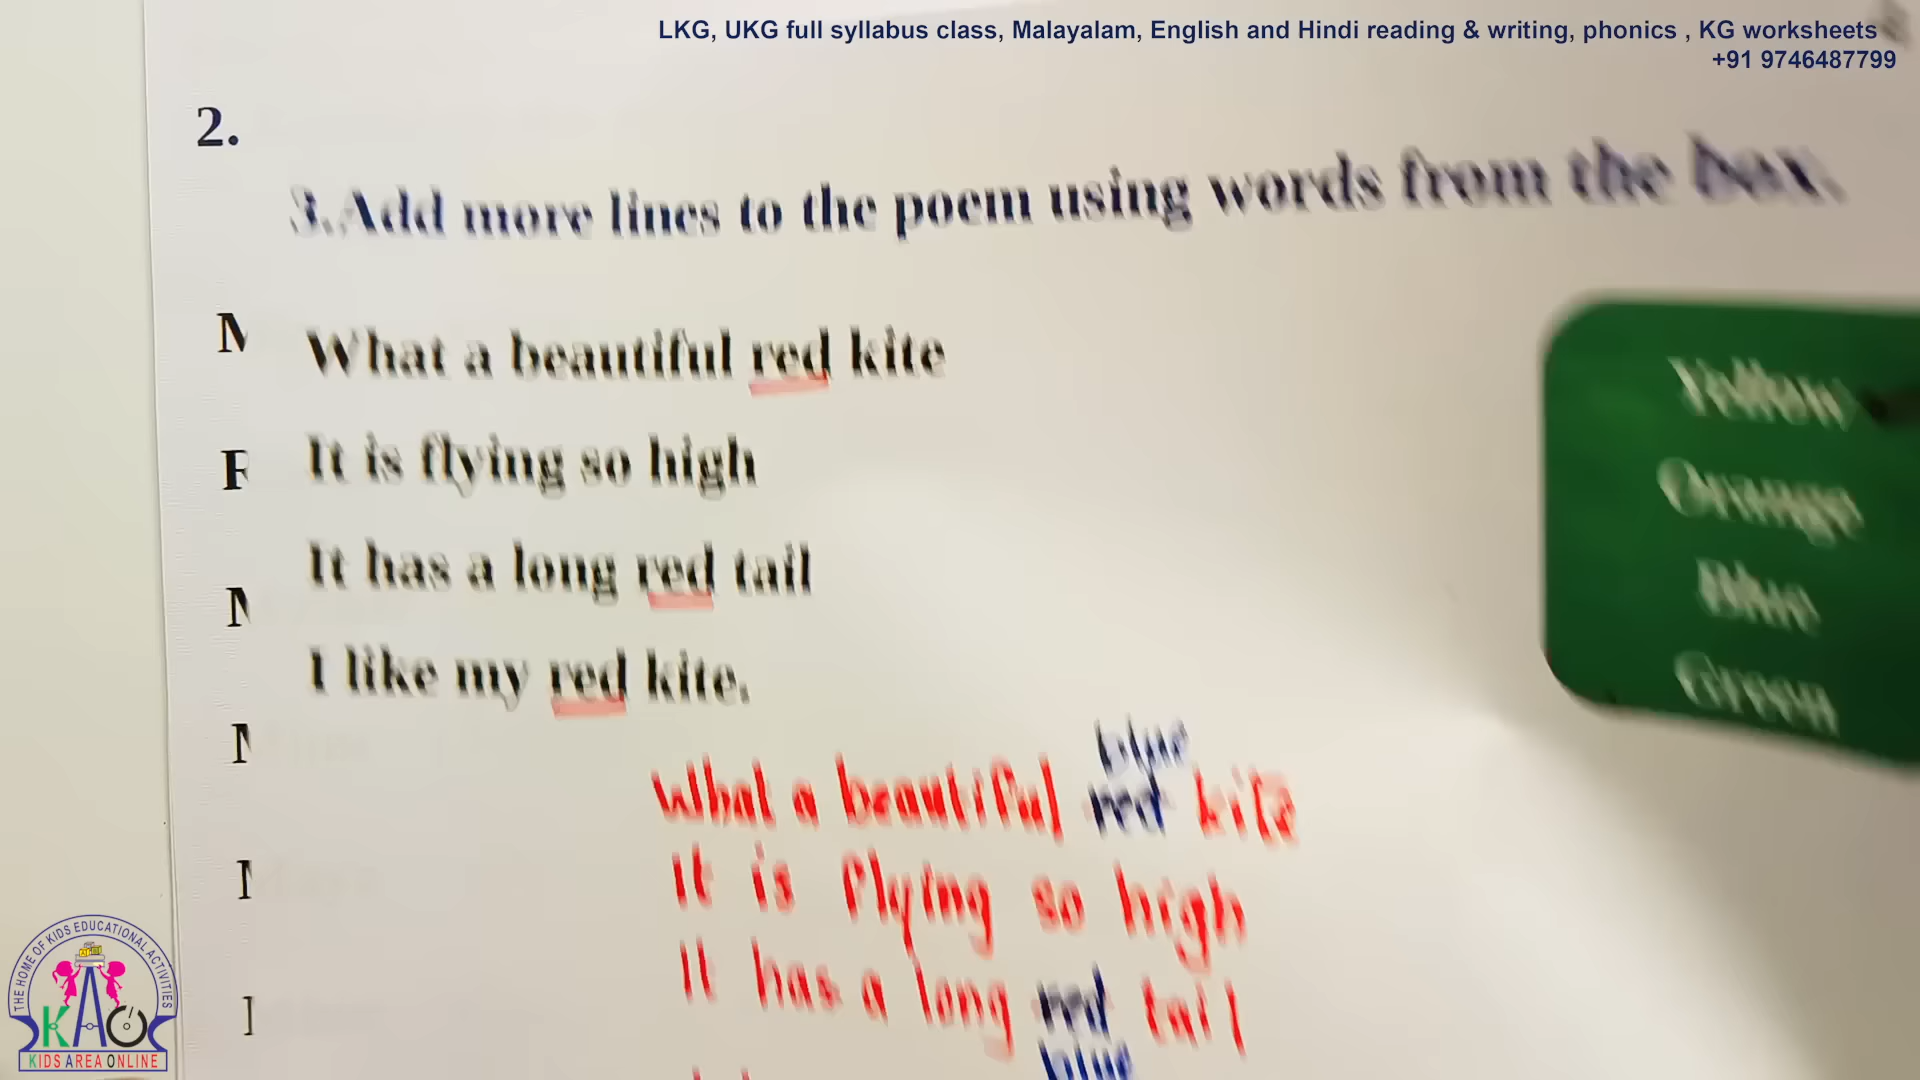 LKG, UKG full syllabus class, Malayalam, English and Hindi reading & writing, phonics , KG worksheets
+91 9746487799
2.
3.Add more lines to the poem using words from the box.
What a beautiful red kite
It is flying so high
It has a long red tail
I like my red kite.
Yellow
Orange
Blue
Green
blue
What a beautiful red kite
It is flying so high
It has a long red tail
blue
THE HOME OF KIDS EDUCATIONAL ACTIVITIES
KAO
KIDS AREA ONLINE